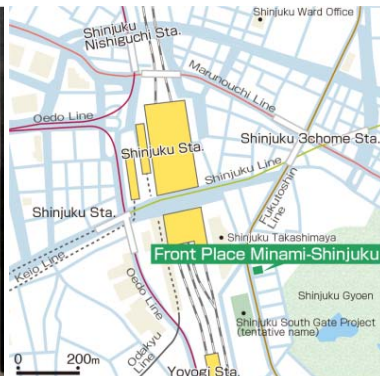 Shinjuku Ward Office
Shinjuku
Nishiguchi Sta.
Marunouchi Line
Oedo Line
Shinjuku 3chome Sta.
Shinjuku Sta.
Shinjuku Line
Fukutoshin
Line
Shinjuku Sta.
Shinjuku Takashimaya
Keio Line
Front Place Minami-Shinjuku
Oedo
Line
Shinjuku Gyoen
Shinjuku South Gate Project
(tentative name)
Odakyu
Line
0 200m
Yoyogi Sta.